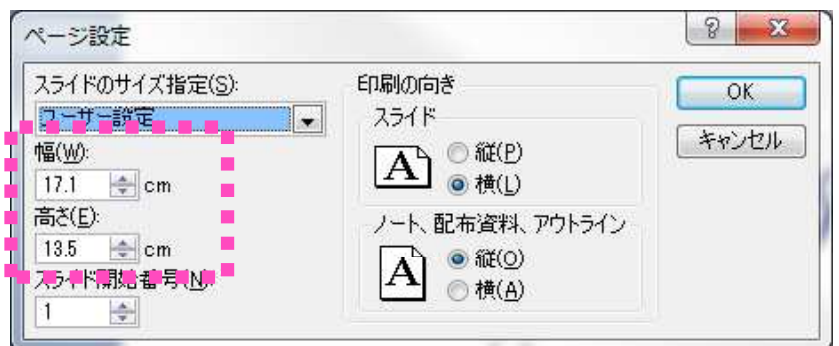 ページ設定
スライドのサイズ指定(S):
ユーザー設定
幅(W):
17.1 cm
高さ(E):
13.5 cm
スライド開始番号(N):
1
印刷の向き
スライド
A
縦(P)
横(L)
ノート、配布資料、アウトライン
A
縦(O)
横(A)
OK
キャンセル